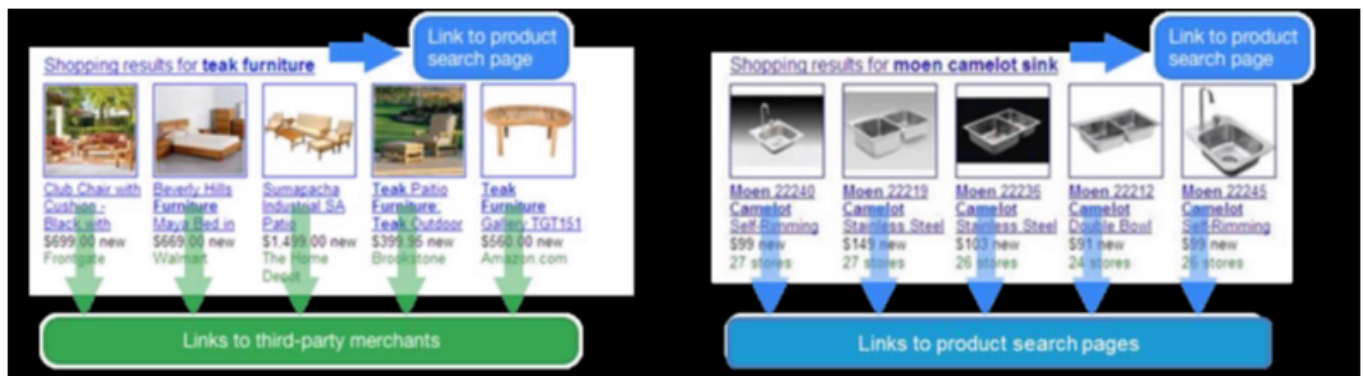 Link to product
search page
Shopping results for teak furniture
Club Chair with
Cushion -
Black with
$699.00 new
Frontgate
Beverly Hills
Furniture
Maya Bed in
$669.00 new
Walmart
Sumapacha
Industrial SA
Patio
$1,499.00 new
The Home
Depot
Teak Patio
Furniture:
Teak Outdoor
$399.95 new
Brookstone
Teak
Furniture
Gallery TGT151
$560.00 new
Amazon.com
Links to third-party merchants
Link to product
search page
Shopping results for moen camelot sink
Moen 22240
Camelot
Self-Rimming
$99 new
27 stores
Moen 22219
Camelot
Stainless Steel
$149 new
27 stores
Moen 22236
Camelot
Stainless Steel
$103 new
26 stores
Moen 22212
Camelot
Double Bowl
$91 new
24 stores
Moen 22245
Camelot
Self-Rimming
$99 new
26 stores
Links to product search pages